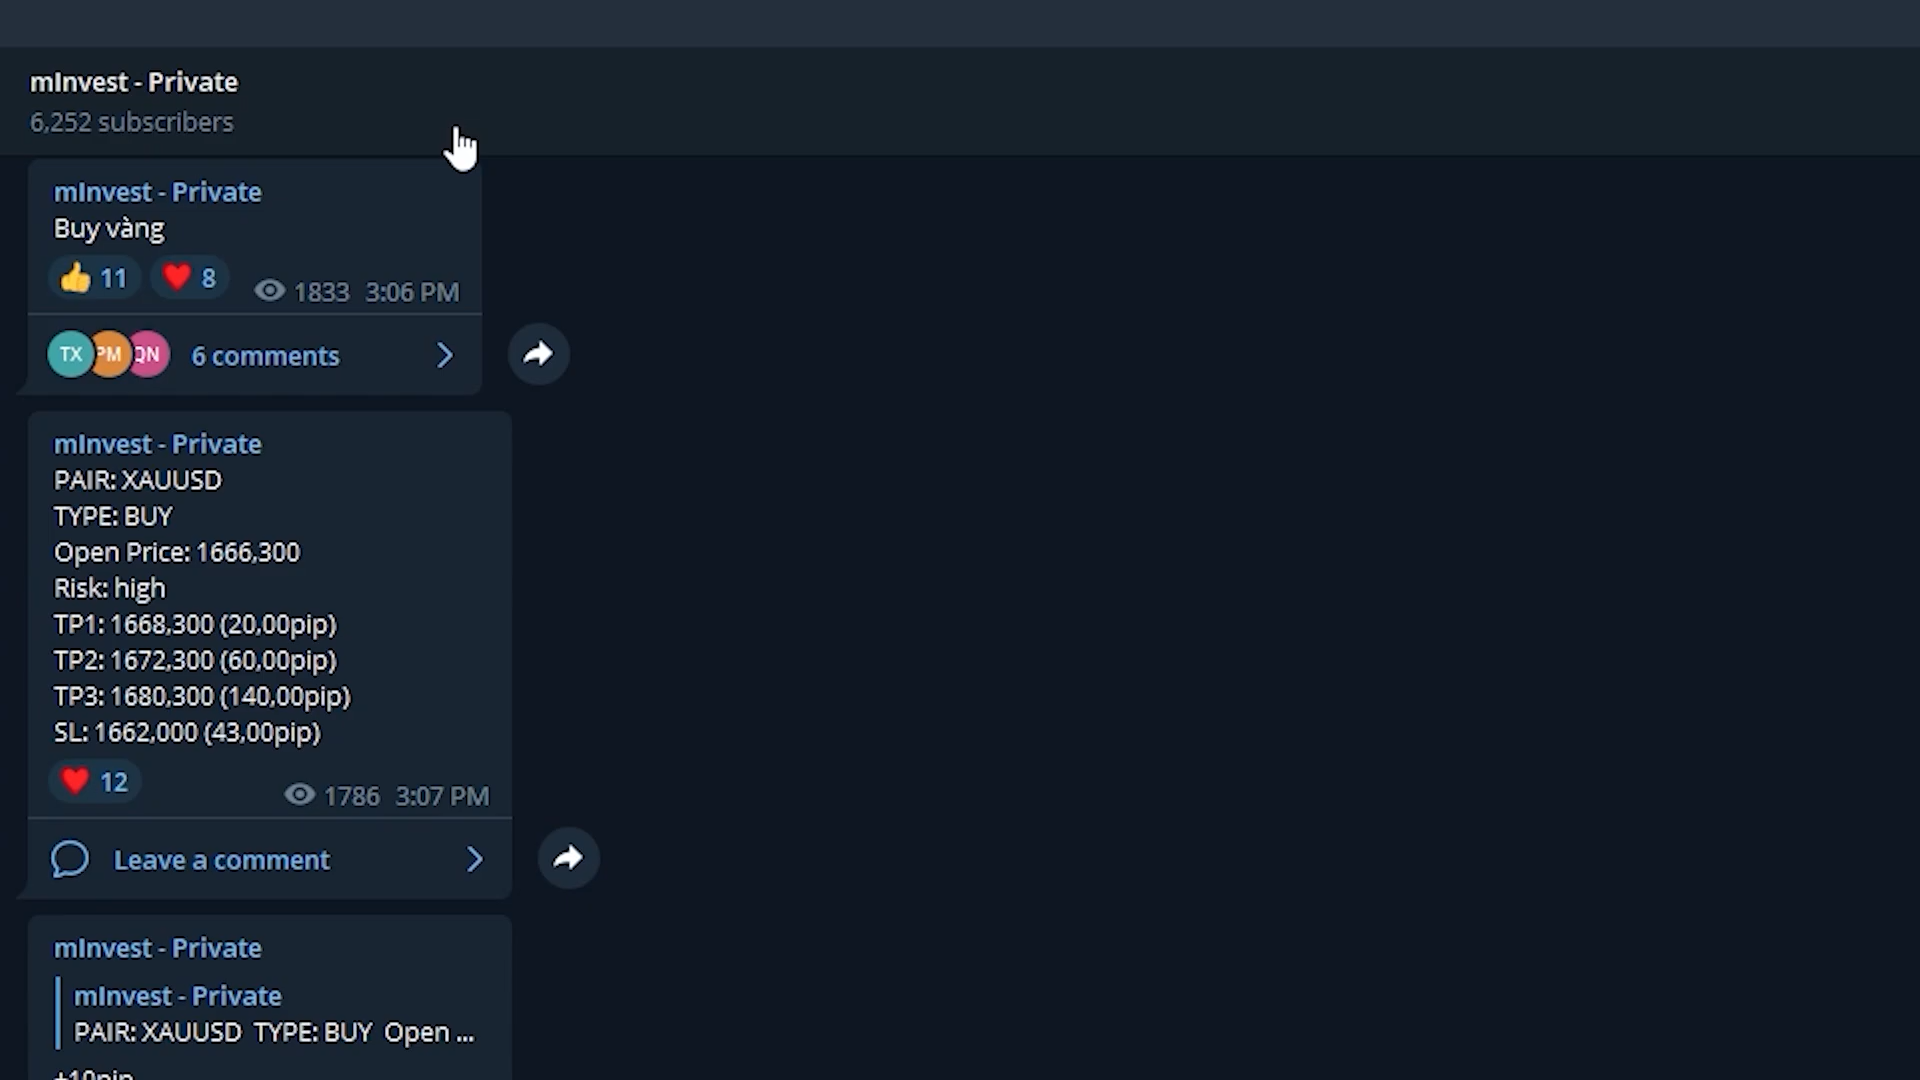 mInvest - Private
6,252 subscribers
mInvest - Private
Buy vàng
👍 11 ❤️ 8 1833 3:06 PM
TX PM QN 6 comments
mInvest - Private
PAIR: XAUUSD
TYPE: BUY
Open Price: 1666,300
Risk: high
TP1: 1668,300 (20,00pip)
TP2: 1672,300 (60,00pip)
TP3: 1680,300 (140,00pip)
SL: 1662,000 (43,00pip)
❤️ 12 1786 3:07 PM
Leave a comment
mInvest - Private
mInvest - Private
PAIR: XAUUSD TYPE: BUY Open ...
+10pip